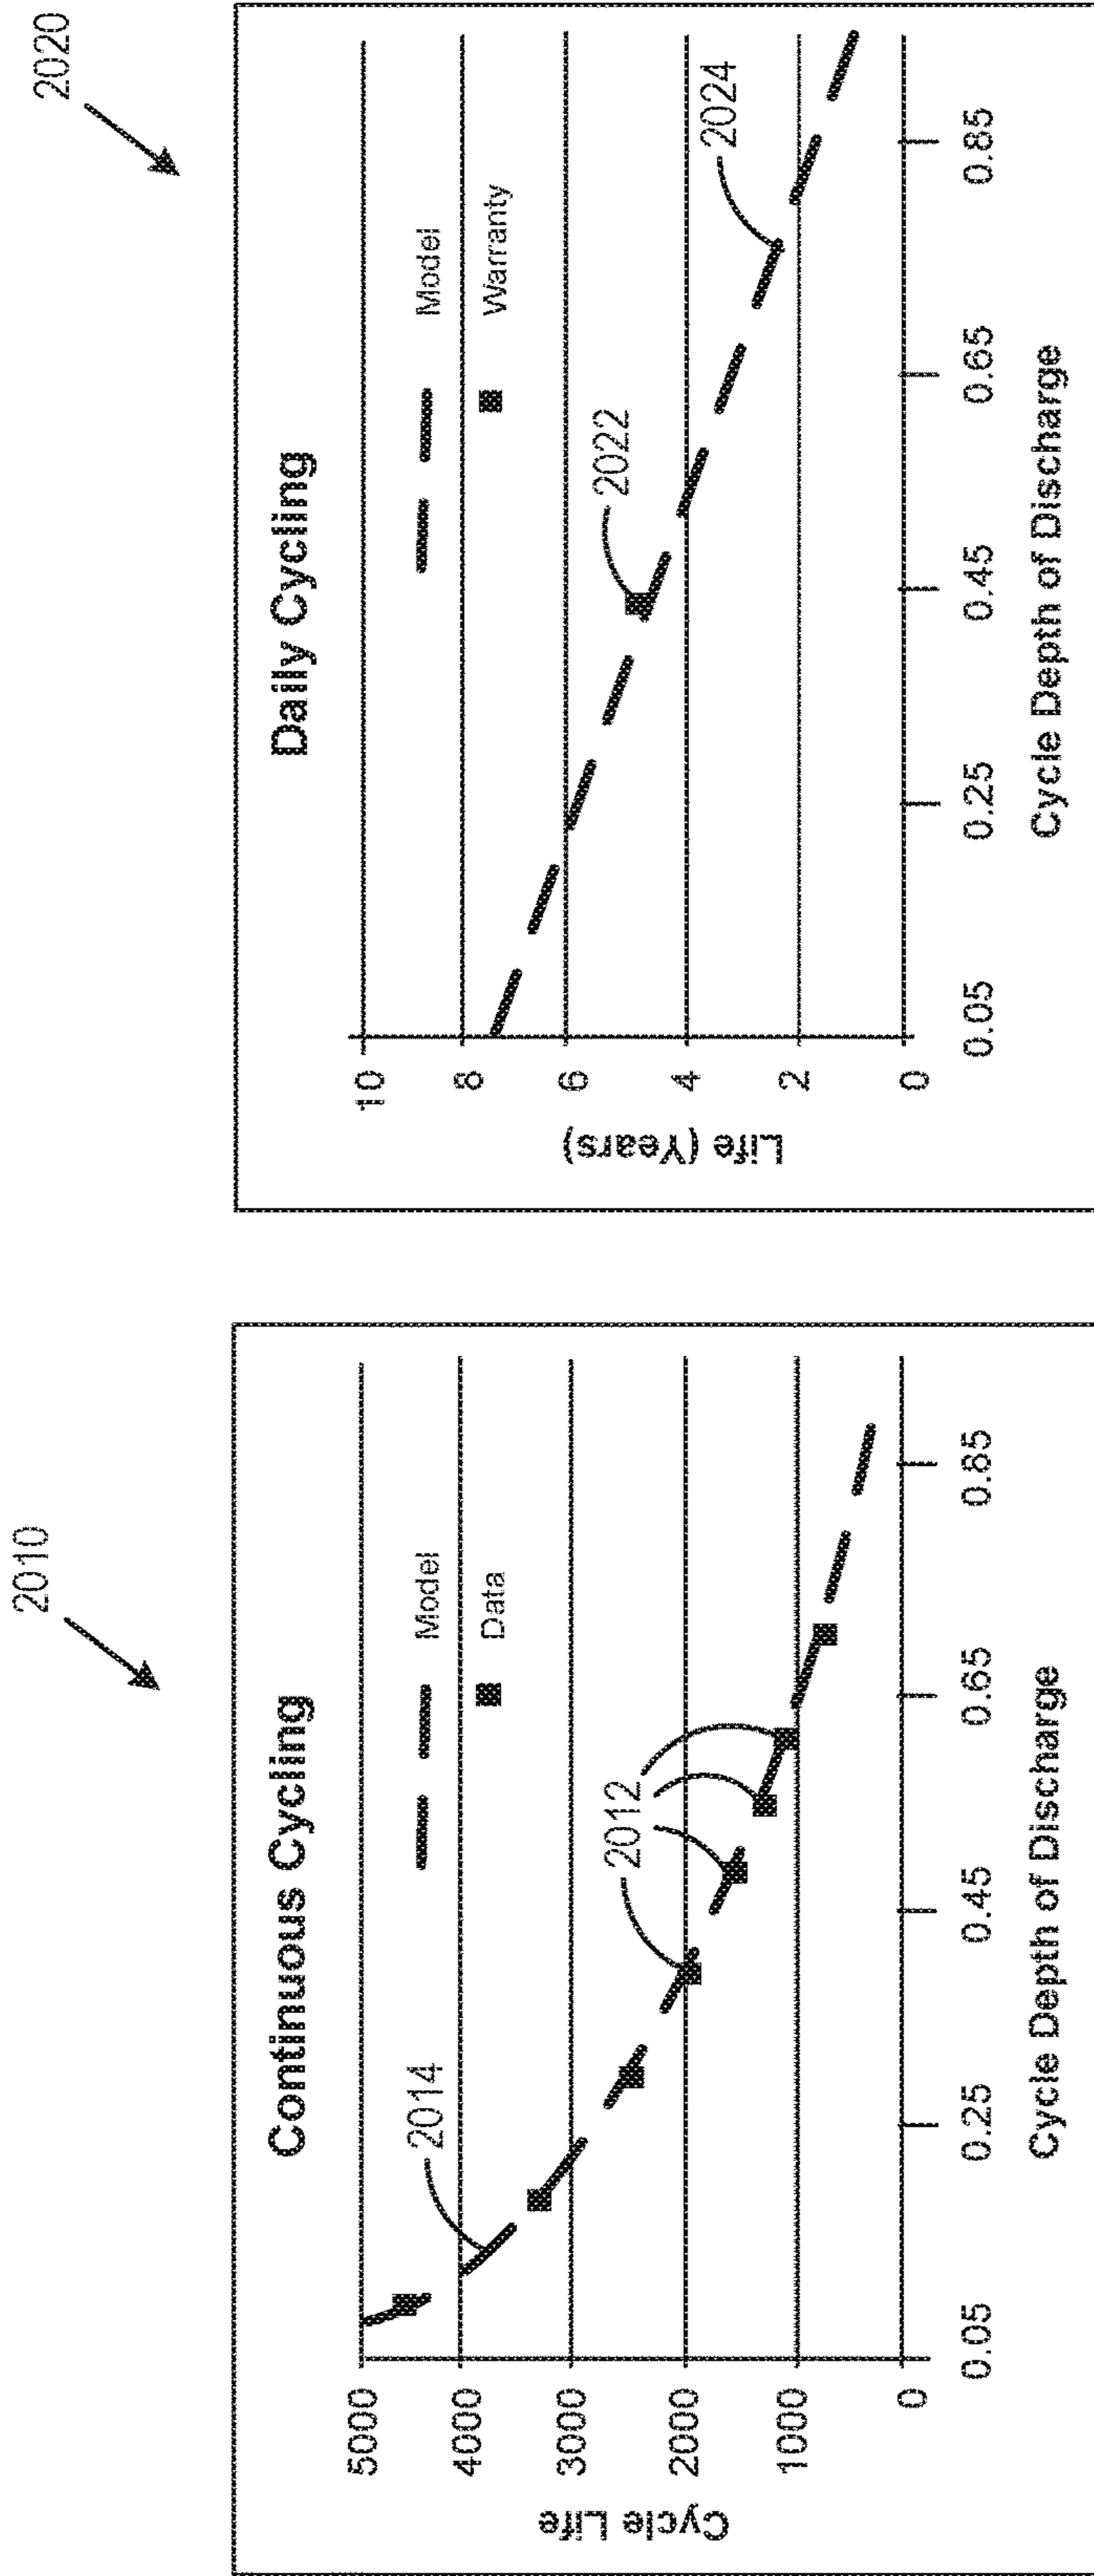 2010
Continuous Cycling
Model
Data
2014
2012
5000
4000
3000
2000
1000
0
Cycle Life
0.05 0.25 0.45 0.65 0.85
Cycle Depth of Discharge
2020
Daily Cycling
Model
Warranty
2022
2024
10
8
6
4
2
0
Life (Years)
0.05 0.25 0.45 0.65 0.85
Cycle Depth of Discharge